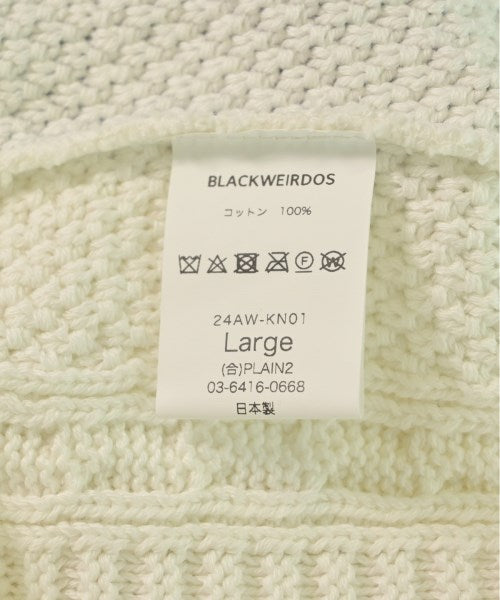 BLACKWEIRDOS
コットン 100%
F W
24AW-KN01
Large
(合)PLAIN2
03-6416-0668
日本製